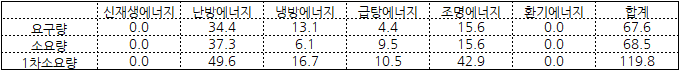 신재생에너지 난방에너지 냉방에너지 급탕에너지 조명에너지 환기에너지 합계
요구량 0.0 34.4 13.1 4.4 15.6 0.0 67.6
소요량 0.0 37.3 6.1 9.5 15.6 0.0 68.5
1차소요량 0.0 49.6 16.7 10.5 42.9 0.0 119.8